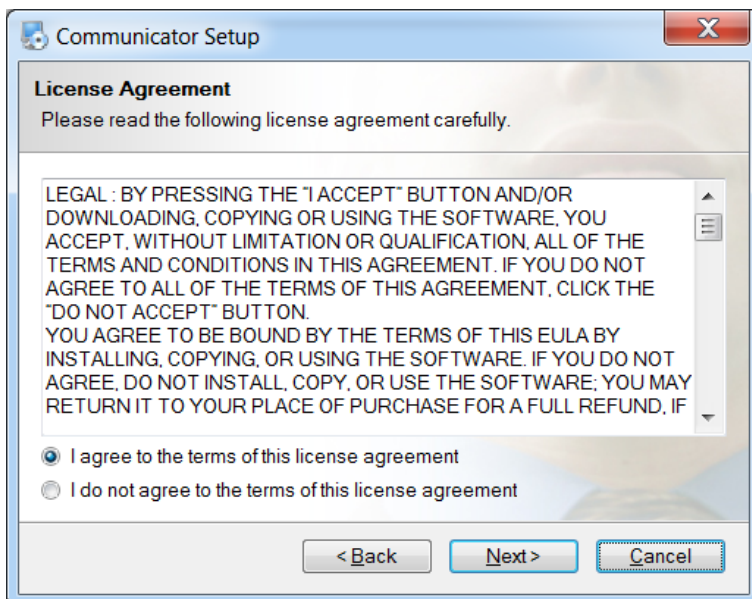 Communicator Setup
License Agreement
Please read the following license agreement carefully.
LEGAL : BY PRESSING THE "I ACCEPT" BUTTON AND/OR
DOWNLOADING, COPYING OR USING THE SOFTWARE, YOU
ACCEPT, WITHOUT LIMITATION OR QUALIFICATION, ALL OF THE
TERMS AND CONDITIONS IN THIS AGREEMENT. IF YOU DO NOT
AGREE TO ALL OF THE TERMS OF THIS AGREEMENT, CLICK THE
"DO NOT ACCEPT" BUTTON.
YOU AGREE TO BE BOUND BY THE TERMS OF THIS EULA BY
INSTALLING, COPYING, OR USING THE SOFTWARE. IF YOU DO NOT
AGREE, DO NOT INSTALL, COPY, OR USE THE SOFTWARE; YOU MAY
RETURN IT TO YOUR PLACE OF PURCHASE FOR A FULL REFUND, IF
I agree to the terms of this license agreement
I do not agree to the terms of this license agreement
< Back Next > Cancel